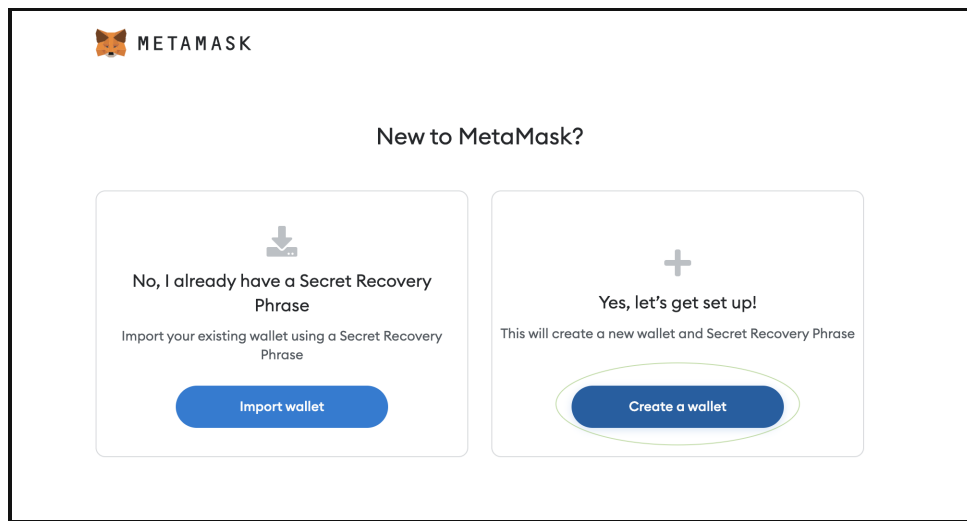 METAMASK
New to MetaMask?
No, I already have a Secret Recovery
Phrase
Import your existing wallet using a Secret Recovery
Phrase
Import wallet
Yes, let’s get set up!
This will create a new wallet and Secret Recovery Phrase
Create a wallet